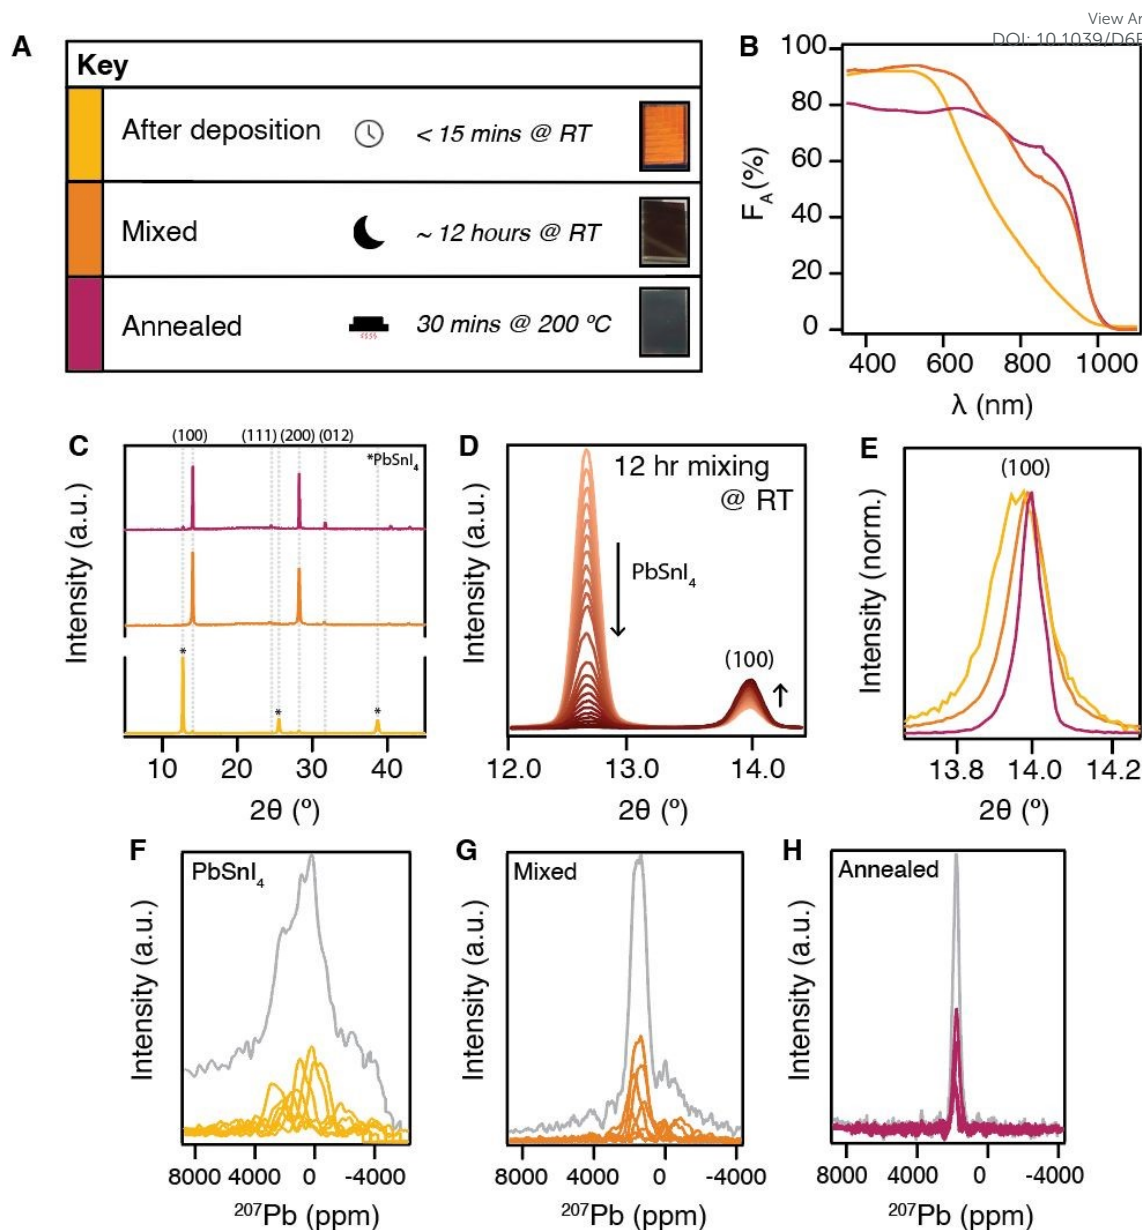 View Ar
DOI: 10.1039/D6E
A
Key
After deposition < 15 mins @ RT
Mixed ~ 12 hours @ RT
Annealed 30 mins @ 200 ºC
B
100
80
60
40
20
0
F_A (%)
400 600 800 1000
λ (nm)
C
(100) (111) (200) (012)
*PbSnI₄
* * *
Intensity (a.u.)
10 20 30 40
2θ (º)
D
12 hr mixing
@ RT
PbSnI₄
(100)
Intensity (a.u.)
12.0 13.0 14.0
2θ (º)
E
(100)
Intensity (norm.)
13.8 14.0 14.2
2θ (º)
F
PbSnI₄
Intensity (a.u.)
8000 4000 0 -4000
²⁰⁷Pb (ppm)
G
Mixed
Intensity (a.u.)
8000 4000 0 -4000
²⁰⁷Pb (ppm)
H
Annealed
Intensity (a.u.)
8000 4000 0 -4000
²⁰⁷Pb (ppm)